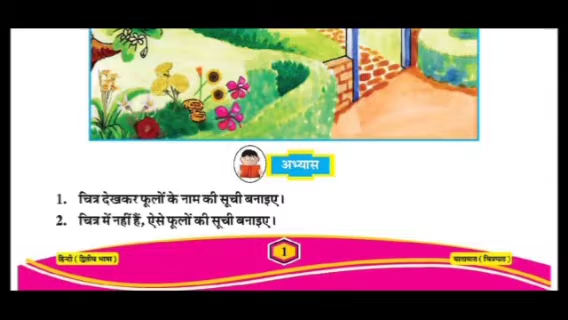 अभ्यास
1. चित्र देखकर फूलों के नाम की सूची बनाइए।
2. चित्र में नहीं हैं, ऐसे फूलों की सूची बनाइए।
हिन्दी ( द्वितीय भाषा )
1